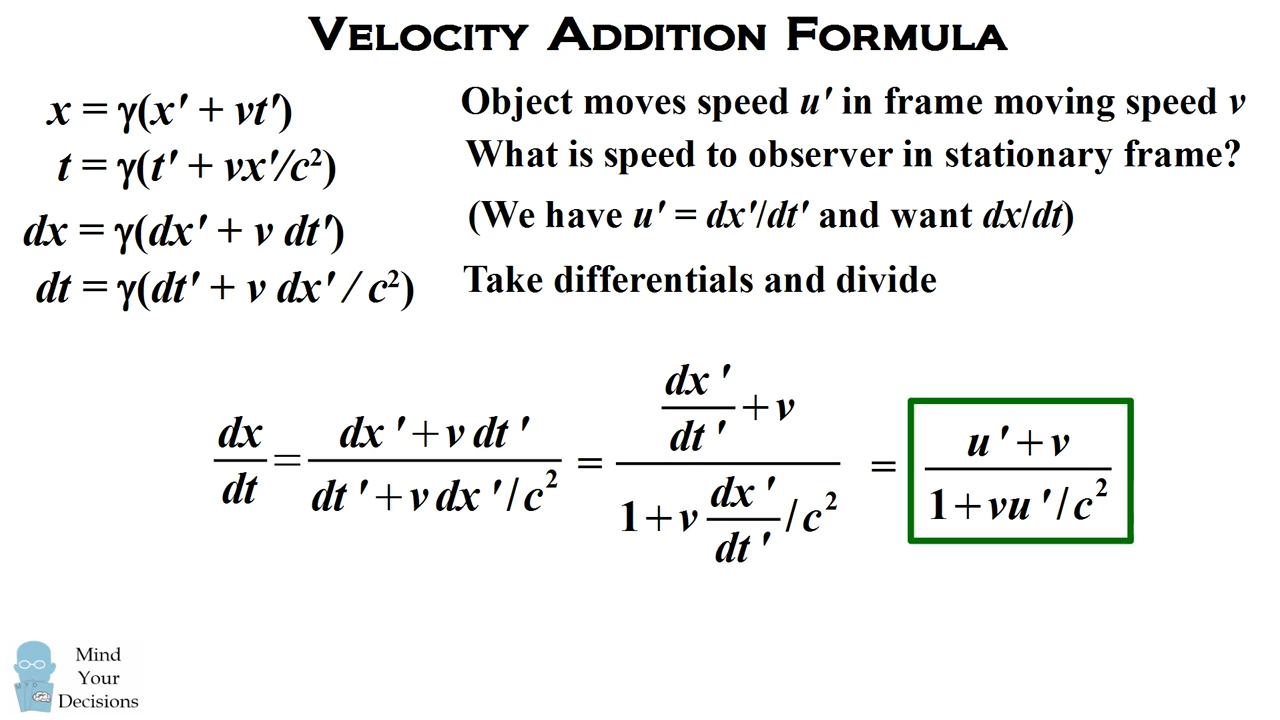 VELOCITY ADDITION FORMULA
x = γ(x′ + vt′)
Object moves speed u′ in frame moving speed v
t = γ(t′ + vx′/c²)
What is speed to observer in stationary frame?
dx = γ(dx′ + v dt′)
(We have u′ = dx′/dt′ and want dx/dt)
dt = γ(dt′ + v dx′ / c²)
Take differentials and divide
dx/dt = (dx′ + v dt′)/(dt′ + v dx′/c²) = (dx′/dt′ + v)/(1 + v dx′/dt′ /c²) = (u′ + v)/(1 + vu′/c²)
Mind
Your
Decisions